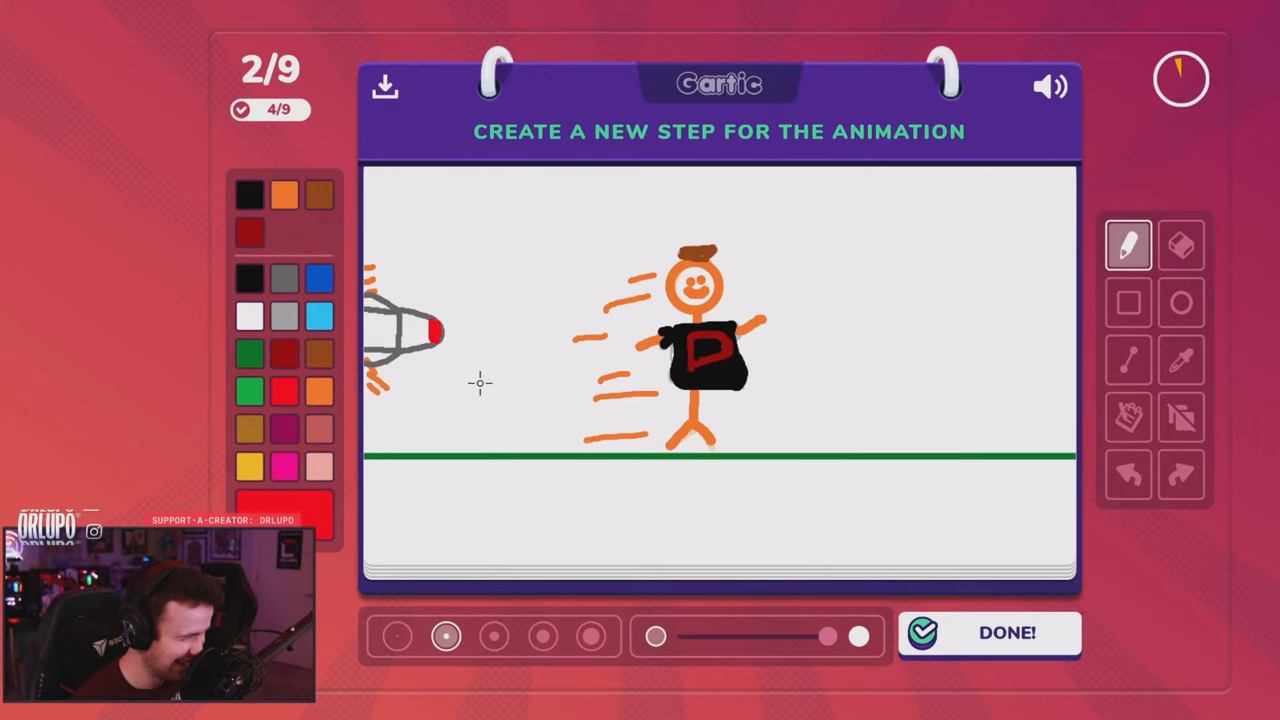 2/9
4/9
Gartic
CREATE A NEW STEP FOR THE ANIMATION
P
DRLUPO
SUPPORT-A-CREATOR: DRLUPO
DONE!